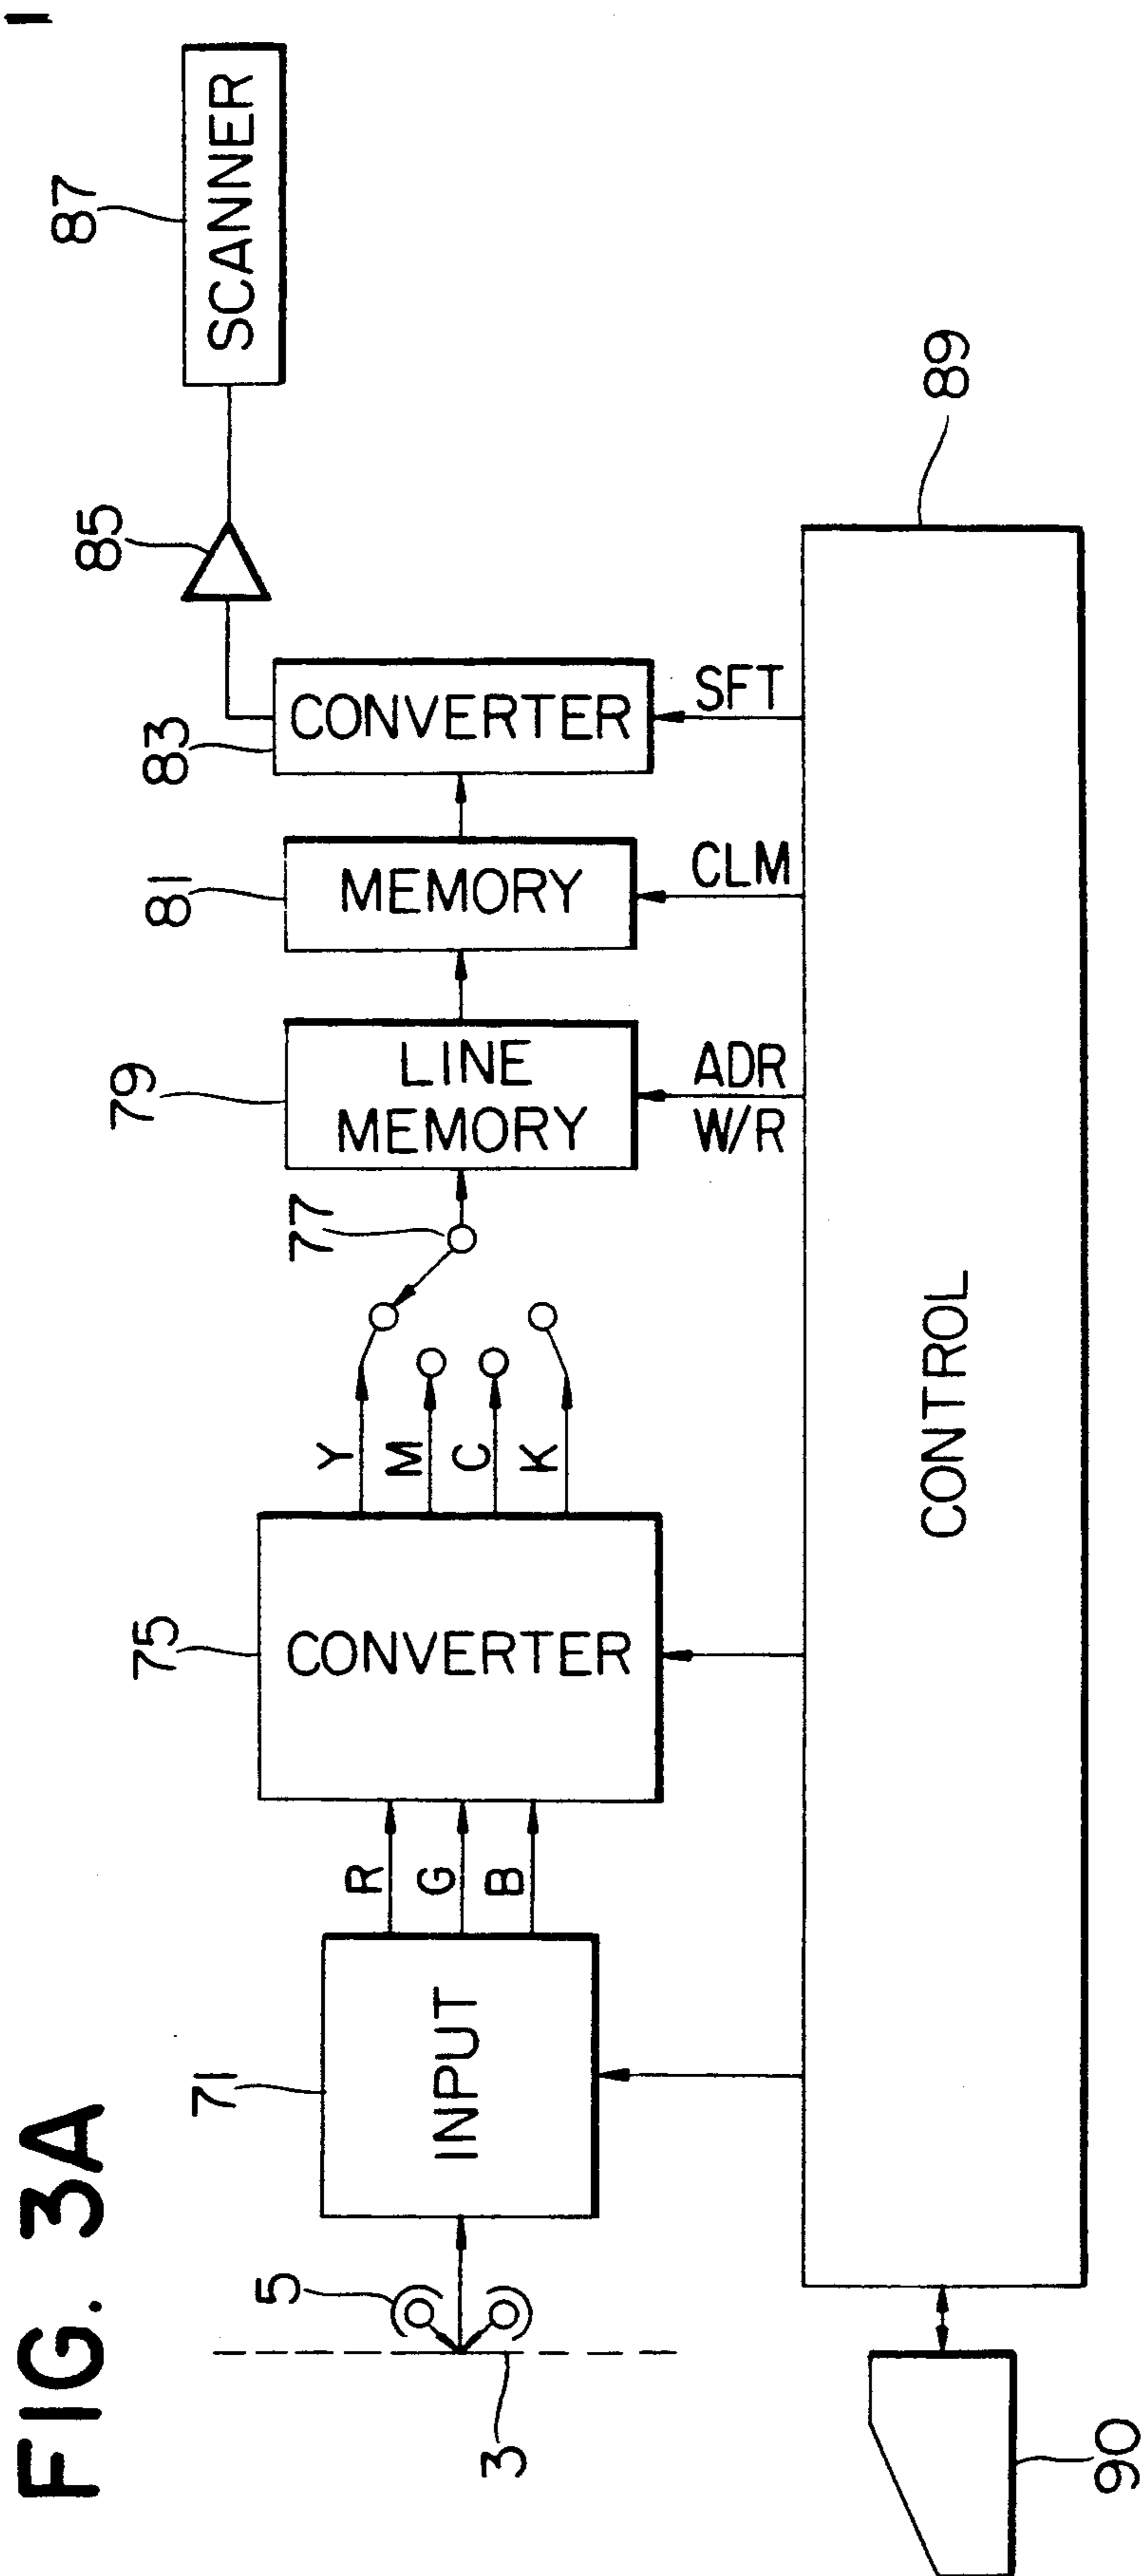 FIG. 3A
87
SCANNER
85
83
CONVERTER
SFT
81
MEMORY
CLM
79
LINE
MEMORY
ADR
W/R
77
Y
M
C
K
75
CONVERTER
R
G
B
71
INPUT
5
3
89
CONTROL
90